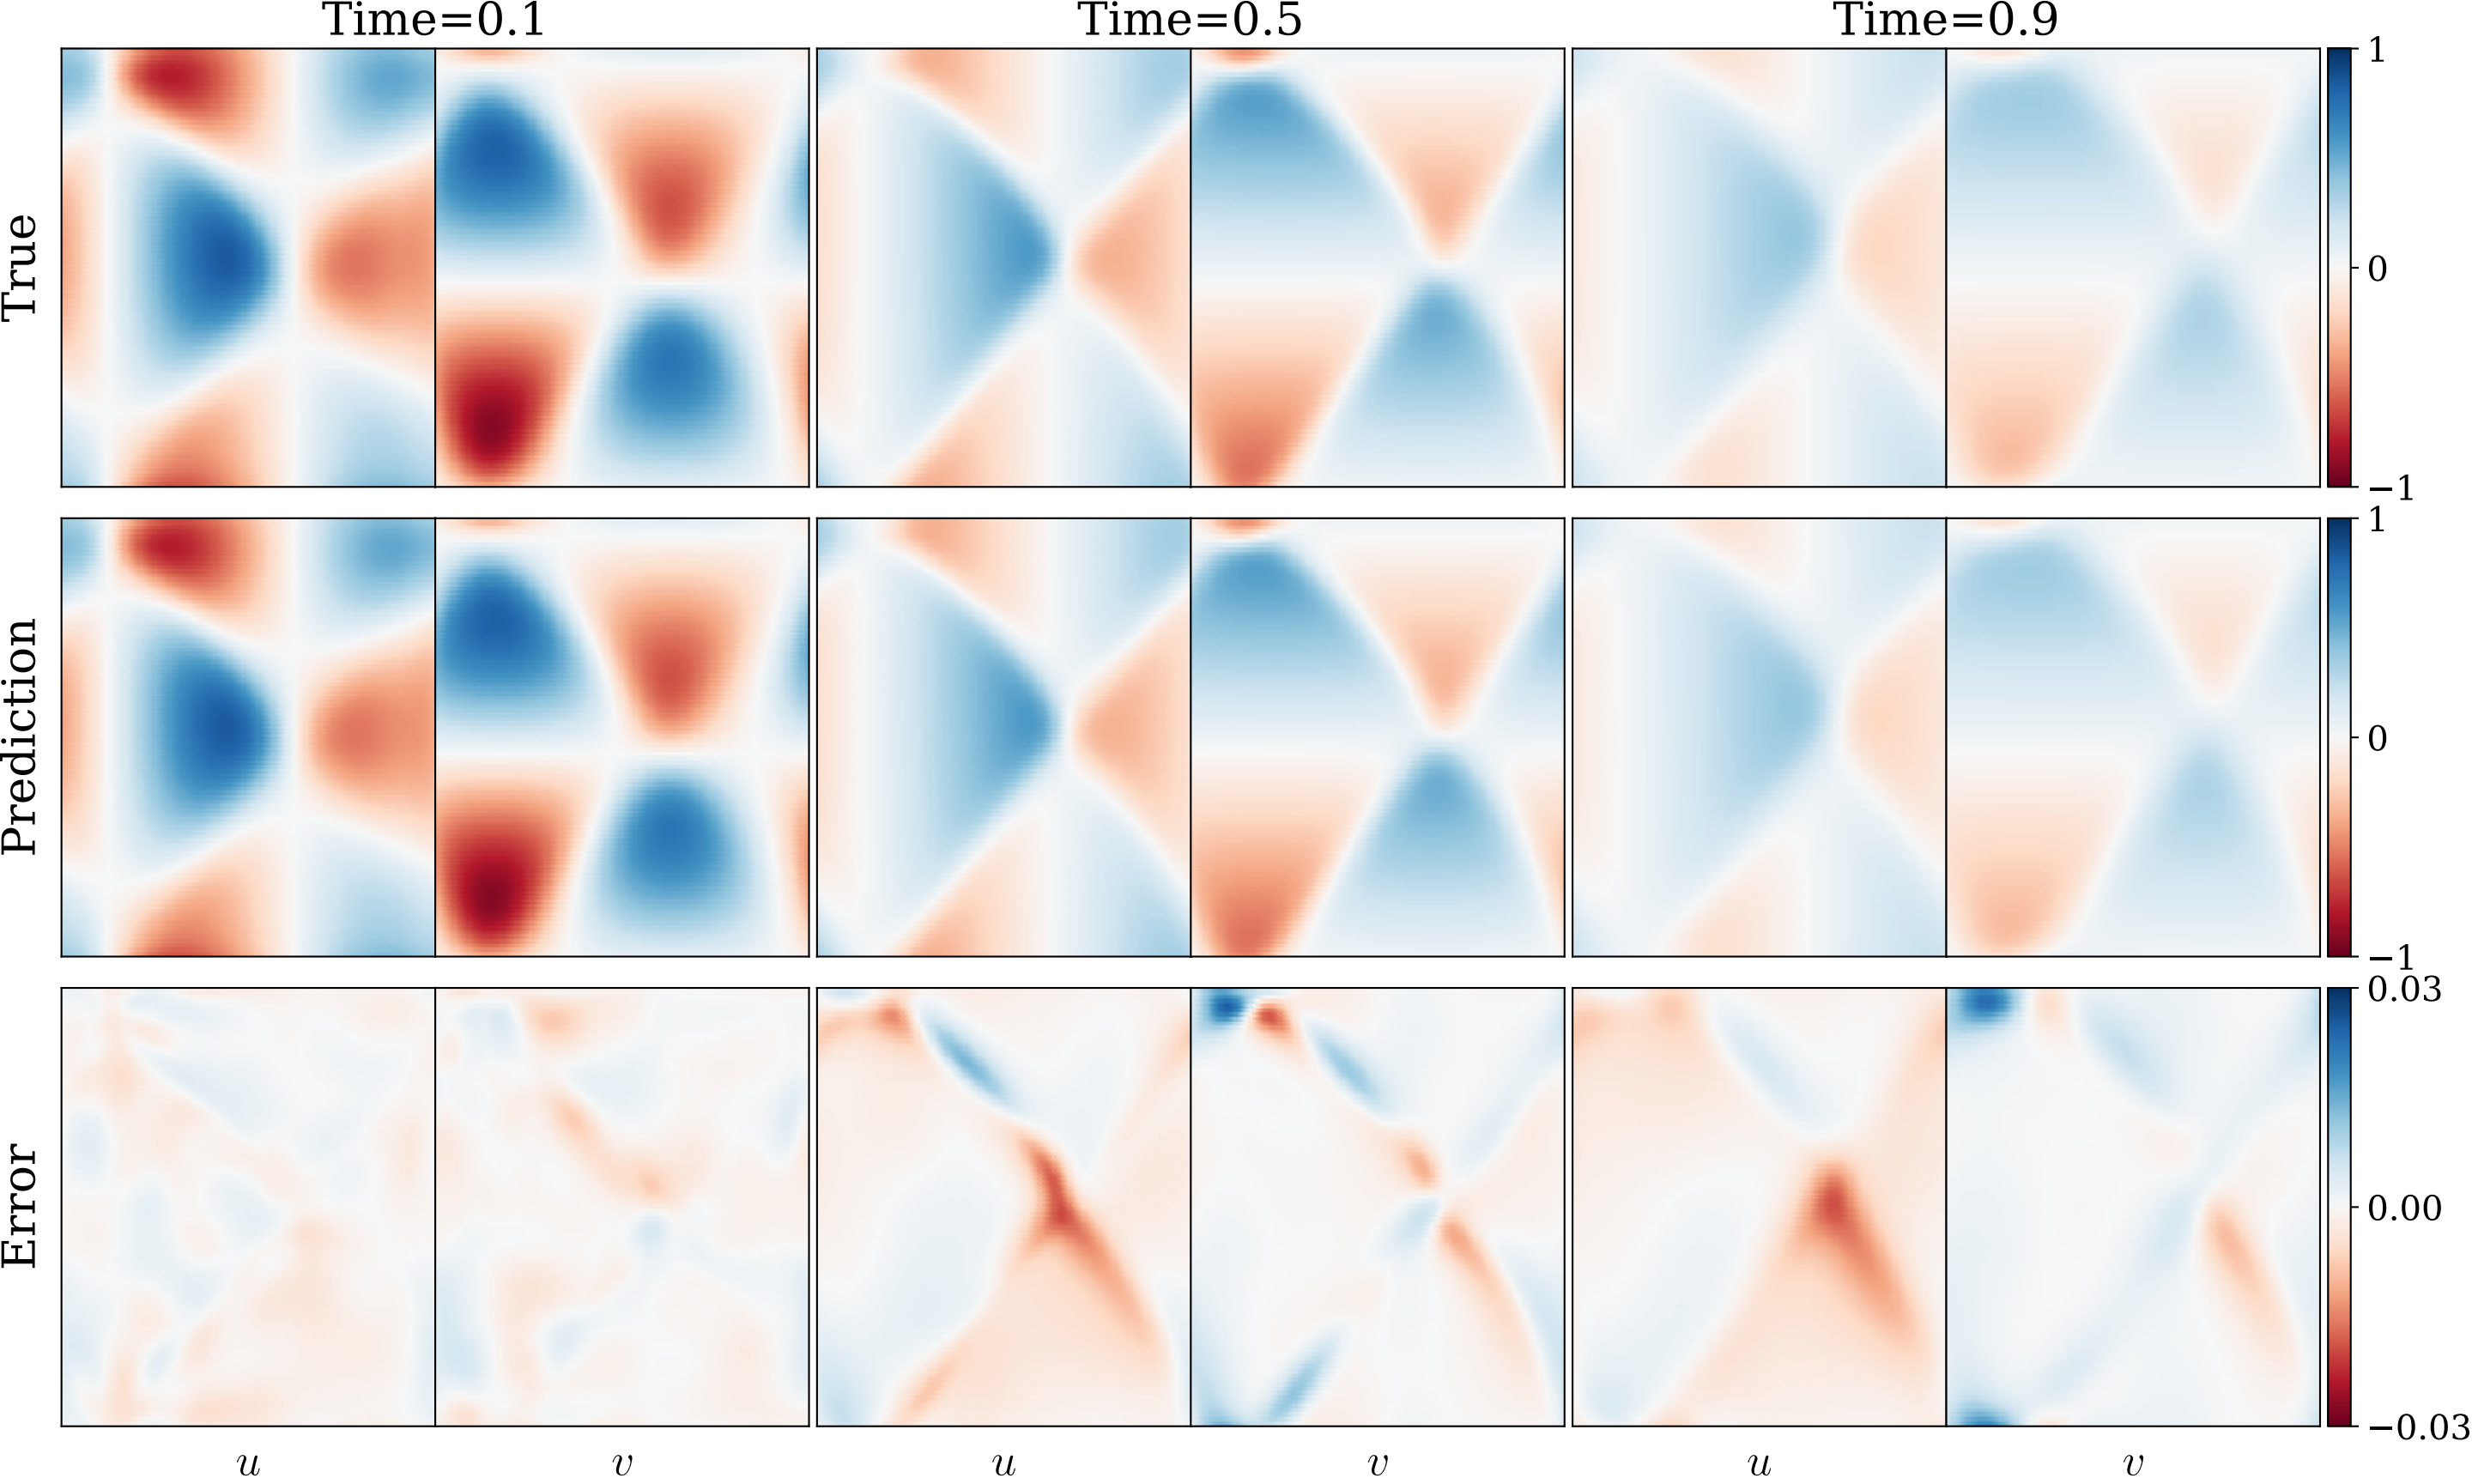 Time=0.1 Time=0.5 Time=0.9
True
1
0
−1
Prediction
1
0
−1
Error
0.03
0.00
−0.03
u v u v u v